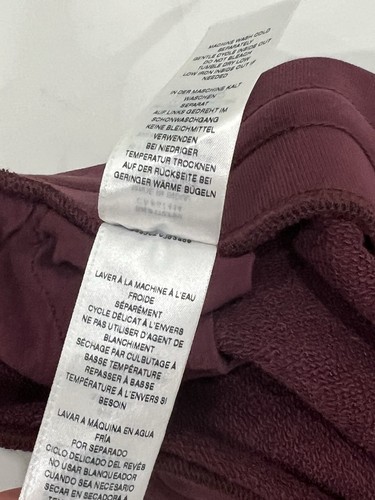 MACHINE WASH COLD
SEPARATELY
GENTLE CYCLE INSIDE OUT
DO NOT BLEACH
TUMBLE DRY LOW
LOW IRON INSIDE OUT IF
NEEDED
IN DER MASCHINE KALT
WASCHEN
SEPARAT
AUF LINKS GEDREHT IM
SCHONWASCHGANG
KEINE BLEICHMITTEL
VERWENDEN
BEI NIEDRIGER
TEMPERATUR TROCKNEN
AUF DER RÜCKSEITE BEI
GERINGER WÄRME BÜGELN
LAVER À LA MACHINE À L'EAU
FROIDE
SÉPARÉMENT
CYCLE DÉLICAT À L'ENVERS
NE PAS UTILISER D'AGENT DE
BLANCHIMENT
SÉCHAGE PAR CULBUTAGE À
BASSE TEMPÉRATURE
REPASSER À BASSE
TEMPÉRATURE À L'ENVERS SI
BESOIN
LAVAR A MÁQUINA EN AGUA
FRÍA
POR SEPARADO
CICLO DELICADO DEL REVÉS
NO USAR BLANQUEADOR
CUANDO SEA NECESARIO
SECAR EN SECADORA A